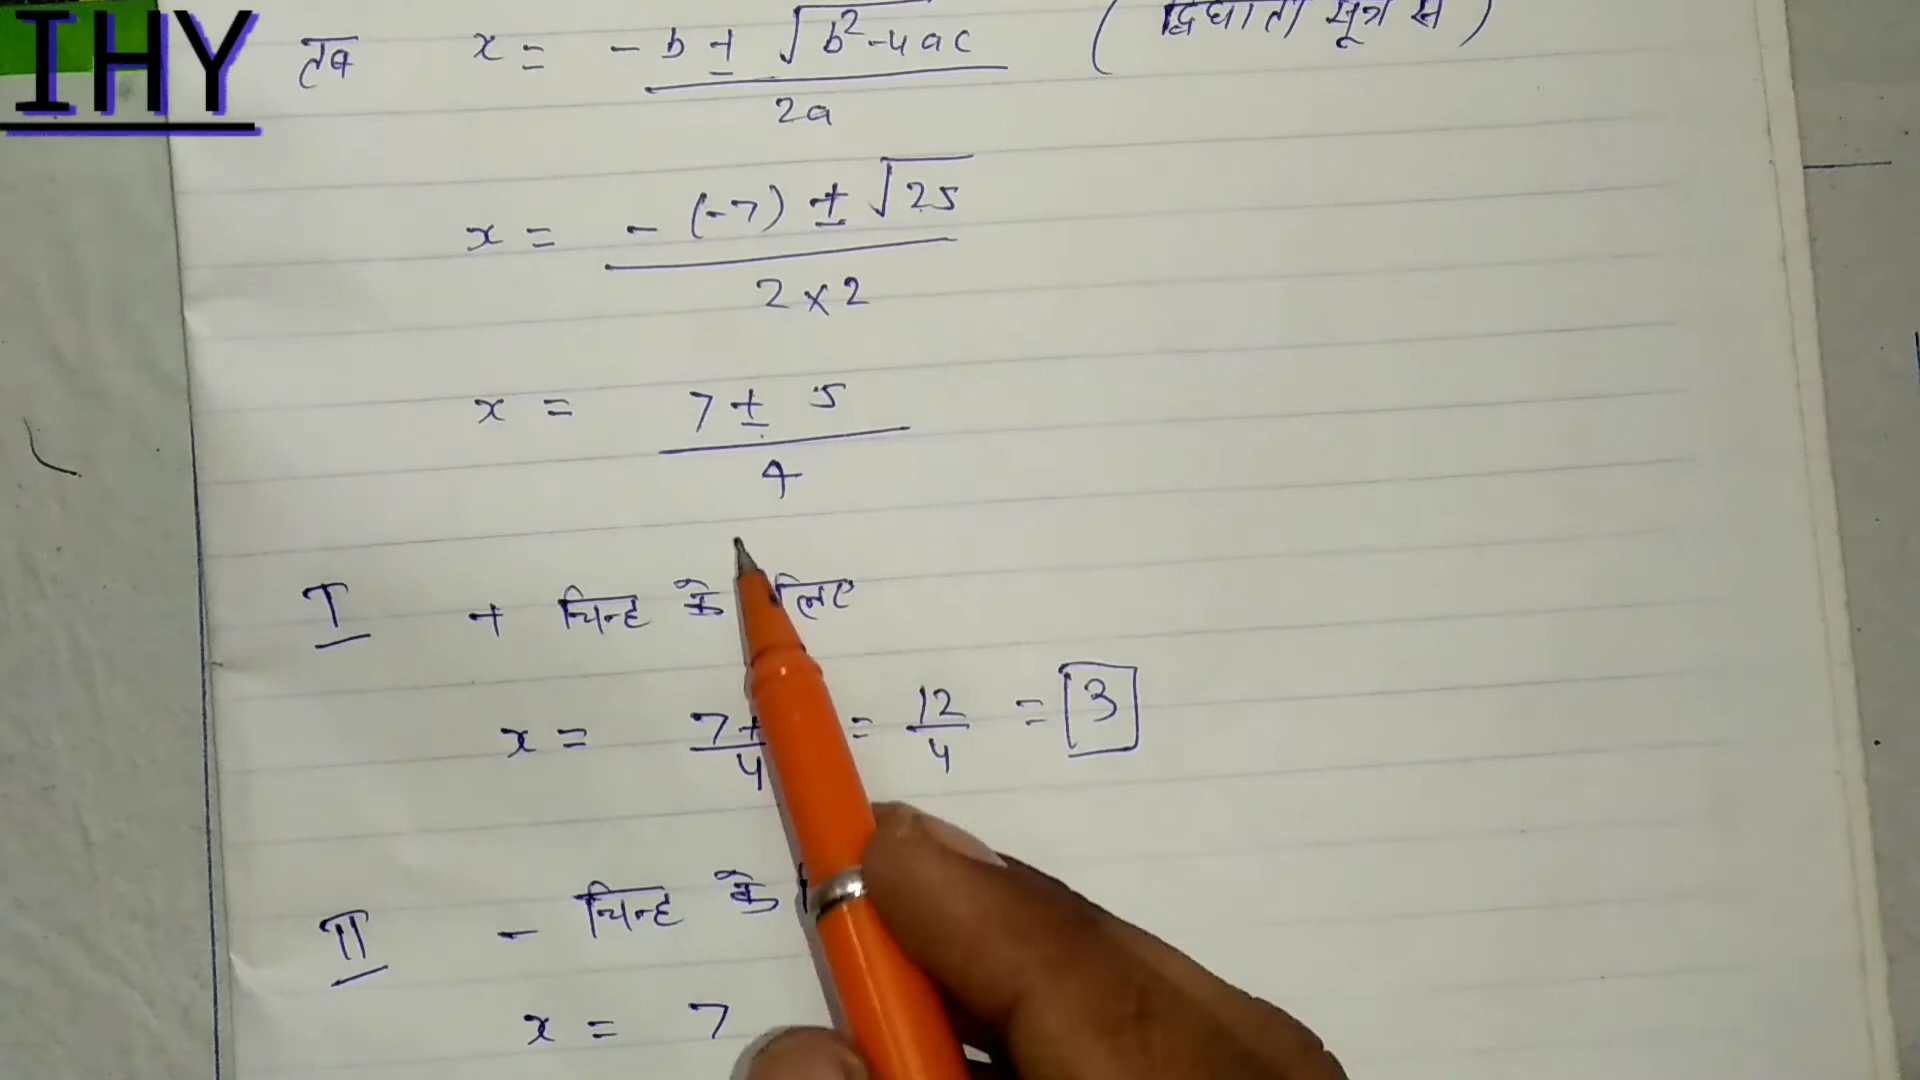 IHY
तब x = -b ± √b²-4ac / 2a (द्विघाती सूत्र से)
x = -(-7) ± √25 / 2×2
x = 7 ± 5 / 4
I + चिन्ह के लिए
x = 7+ / 4 = 12/4 = 3
II - चिन्ह के
x = 7